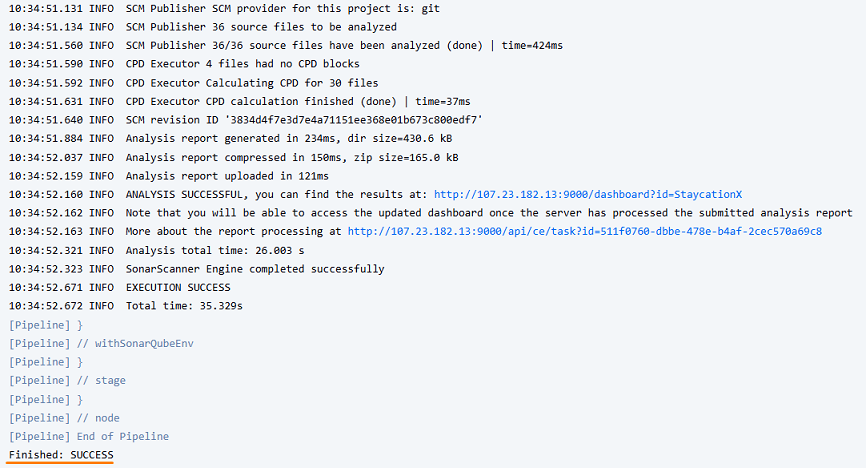 10:34:51.131 INFO  SCM Publisher SCM provider for this project is: git
10:34:51.134 INFO  SCM Publisher 36 source files to be analyzed
10:34:51.560 INFO  SCM Publisher 36/36 source files have been analyzed (done) | time=424ms
10:34:51.590 INFO  CPD Executor 4 files had no CPD blocks
10:34:51.592 INFO  CPD Executor Calculating CPD for 30 files
10:34:51.631 INFO  CPD Executor CPD calculation finished (done) | time=37ms
10:34:51.640 INFO  SCM revision ID '3834d4f7e3d7e4a71151ee368e01b673c800edf7'
10:34:51.884 INFO  Analysis report generated in 234ms, dir size=430.6 kB
10:34:52.037 INFO  Analysis report compressed in 150ms, zip size=165.0 kB
10:34:52.159 INFO  Analysis report uploaded in 121ms
10:34:52.160 INFO  ANALYSIS SUCCESSFUL, you can find the results at: http://107.23.182.13:9000/dashboard?id=StaycationX
10:34:52.162 INFO  Note that you will be able to access the updated dashboard once the server has processed the submitted analysis report
10:34:52.163 INFO  More about the report processing at http://107.23.182.13:9000/api/ce/task?id=511f0760-dbbe-478e-b4af-2cec570a69c8
10:34:52.321 INFO  Analysis total time: 26.003 s
10:34:52.323 INFO  SonarScanner Engine completed successfully
10:34:52.671 INFO  EXECUTION SUCCESS
10:34:52.672 INFO  Total time: 35.329s
[Pipeline] }
[Pipeline] // withSonarQubeEnv
[Pipeline] }
[Pipeline] // stage
[Pipeline] }
[Pipeline] // node
[Pipeline] End of Pipeline
Finished: SUCCESS